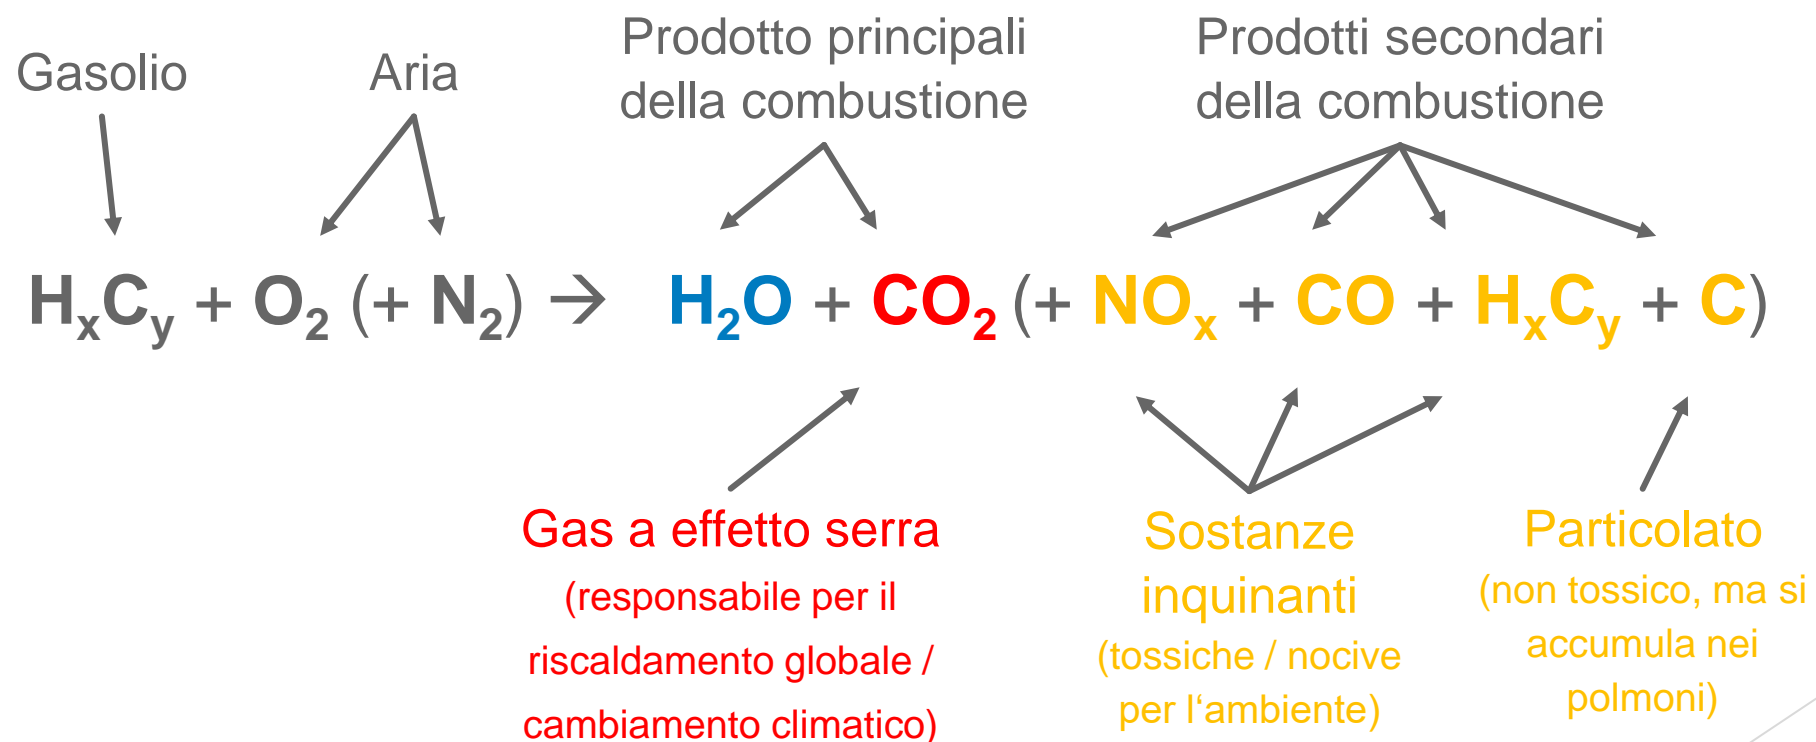 Gasolio
Aria
Prodotto principali
della combustione
Prodotti secondari
della combustione
HₓCᵧ + O₂ (+ N₂) → H₂O + CO₂ (+ NOₓ + CO + HₓCᵧ + C)
Gas a effetto serra
(responsabile per il
riscaldamento globale /
cambiamento climatico)
Sostanze
inquinanti
(tossiche / nocive
per l‘ambiente)
Particolato
(non tossico, ma si
accumula nei
polmoni)